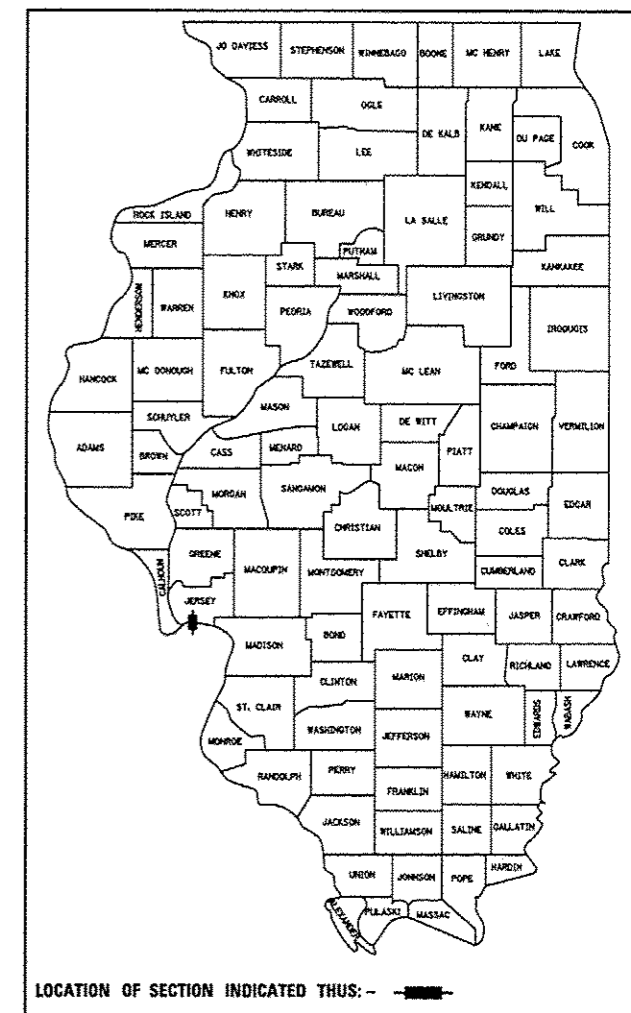 JO DAVIESS STEPHENSON WINNEBAGO BOONE MC HENRY LAKE
CARROLL OGLE DE KALB KANE DU PAGE COOK
WHITESIDE LEE KENDALL WILL
ROCK ISLAND HENRY BUREAU LA SALLE GRUNDY
MERCER PUTNAM KANKAKEE
STARK MARSHALL
HENDERSON WARREN KNOX PEORIA WOODFORD LIVINGSTON IROQUOIS
HANCOCK MC DONOUGH FULTON TAZEWELL MC LEAN FORD
SCHUYLER MASON LOGAN DE WITT CHAMPAIGN VERMILION
ADAMS BROWN CASS MENARD MACON PIATT
PIKE SCOTT MORGAN SANGAMON CHRISTIAN MOULTRIE DOUGLAS EDGAR
COLES
GREENE MACOUPIN MONTGOMERY SHELBY CUMBERLAND CLARK
CALHOUN JERSEY FAYETTE EFFINGHAM JASPER CRAWFORD
MADISON BOND
CLINTON MARION CLAY RICHLAND LAWRENCE
ST. CLAIR WAYNE EDWARDS WABASH
MONROE WASHINGTON JEFFERSON
RANDOLPH PERRY HAMILTON WHITE
FRANKLIN
JACKSON WILLIAMSON SALINE GALLATIN
UNION JOHNSON POPE HARDIN
ALEXANDER PULASKI MASSAC
LOCATION OF SECTION INDICATED THUS: -